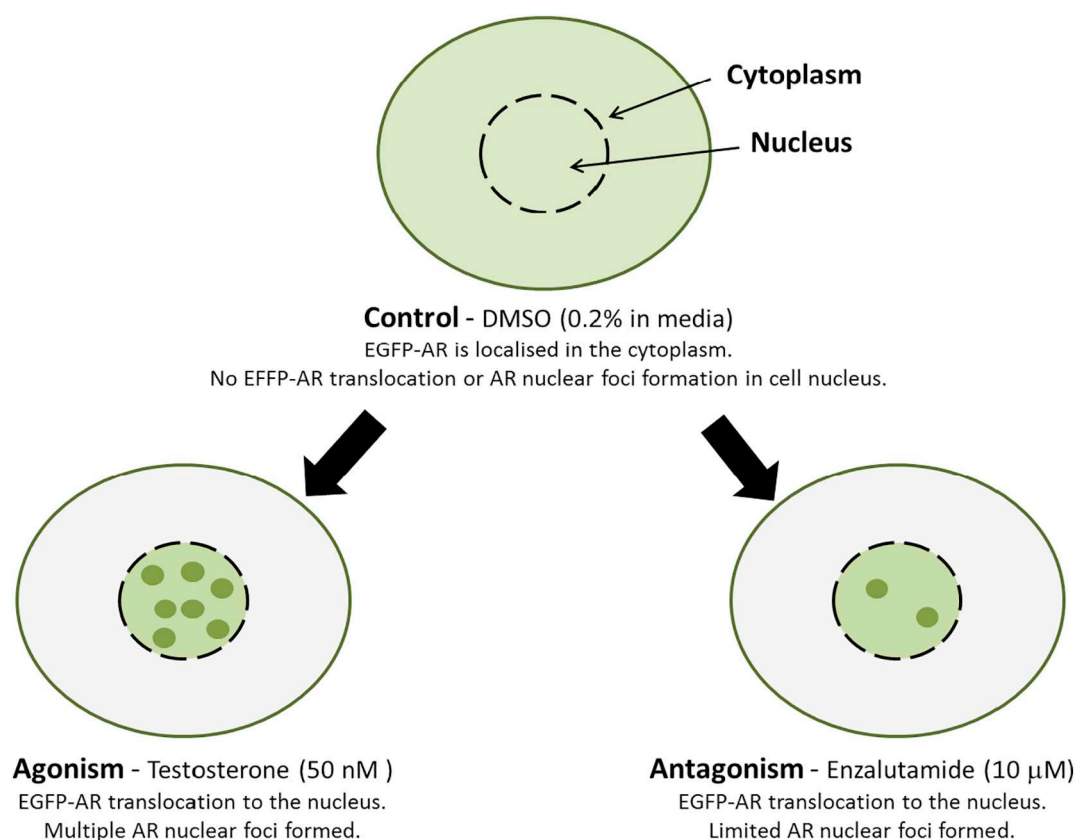 Cytoplasm
Nucleus
Control - DMSO (0.2% in media)
EGFP-AR is localised in the cytoplasm.
No EFFP-AR translocation or AR nuclear foci formation in cell nucleus.
Agonism - Testosterone (50 nM )
EGFP-AR translocation to the nucleus.
Multiple AR nuclear foci formed.
Antagonism - Enzalutamide (10 μM)
EGFP-AR translocation to the nucleus.
Limited AR nuclear foci formed.